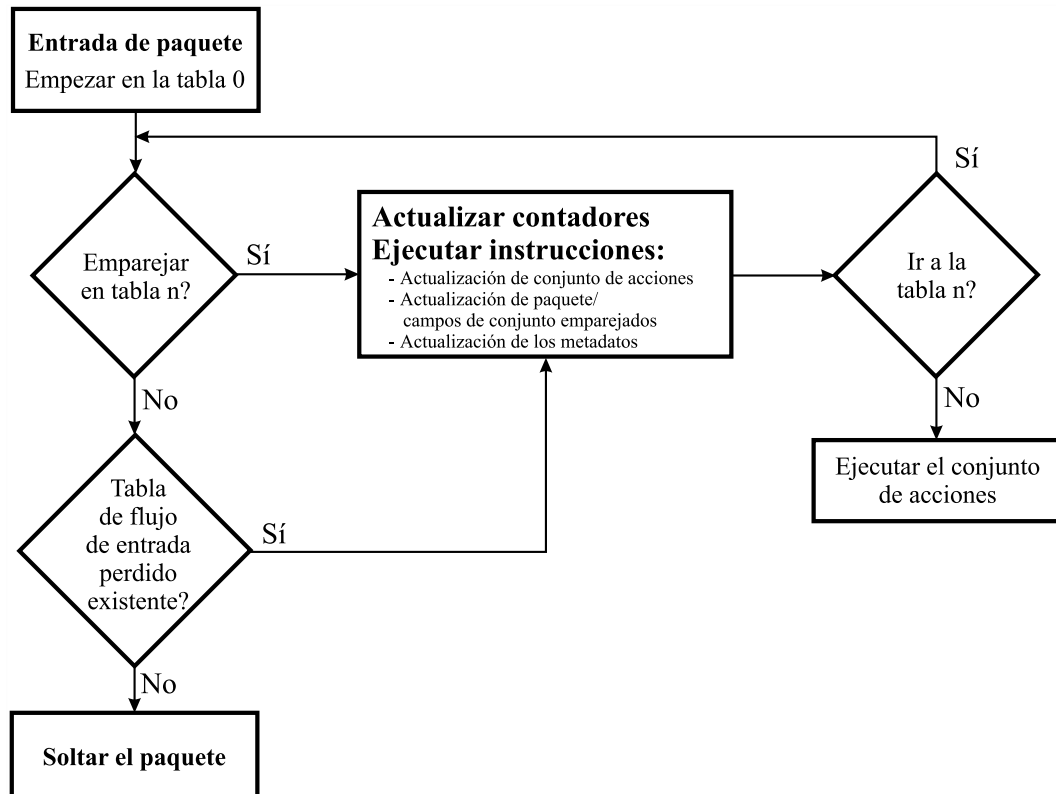 Entrada de paquete
Empezar en la tabla 0
Sí
Emparejar
en tabla n?
Sí
Actualizar contadores
Ejecutar instrucciones:
- Actualización de conjunto de acciones
- Actualización de paquete/
campos de conjunto emparejados
- Actualización de los metadatos
Ir a la
tabla n?
No
No
Ejecutar el conjunto
de acciones
Tabla
de flujo
de entrada
perdido
existente?
Sí
No
Soltar el paquete